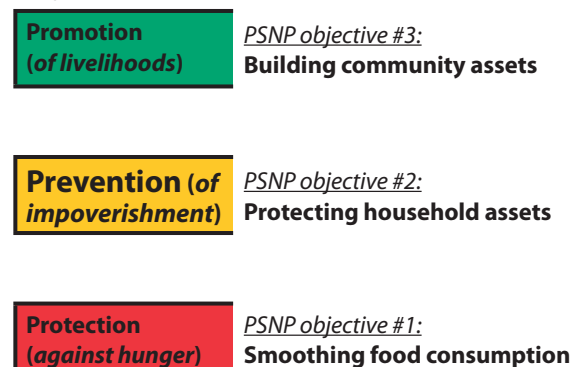 Promotion
(of livelihoods)
PSNP objective #3:
Building community assets
Prevention (of
impoverishment)
PSNP objective #2:
Protecting household assets
Protection
(against hunger)
PSNP objective #1:
Smoothing food consumption